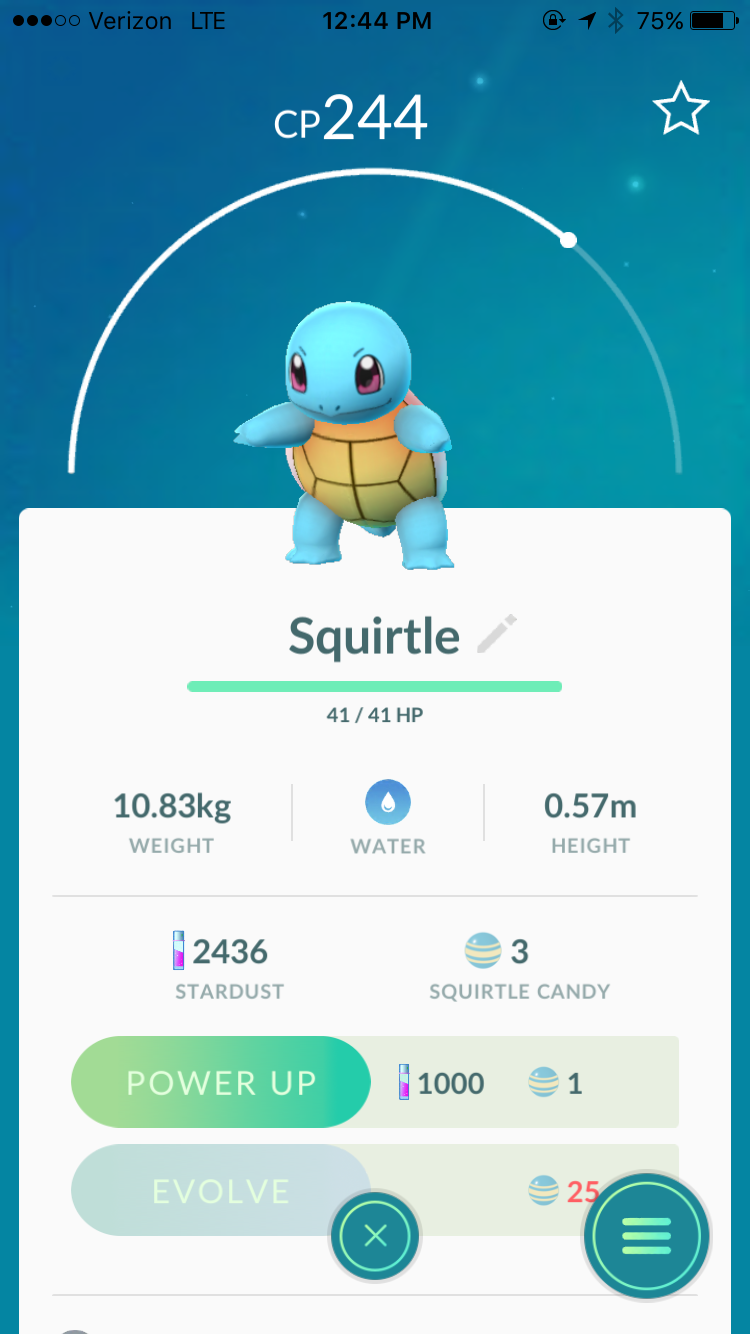 Verizon LTE 12:44 PM 75%
CP244
Squirtle
41 / 41 HP
10.83kg 0.57m
WEIGHT WATER HEIGHT
2436 3
STARDUST SQUIRTLE CANDY
POWER UP 1000 1
EVOLVE 25